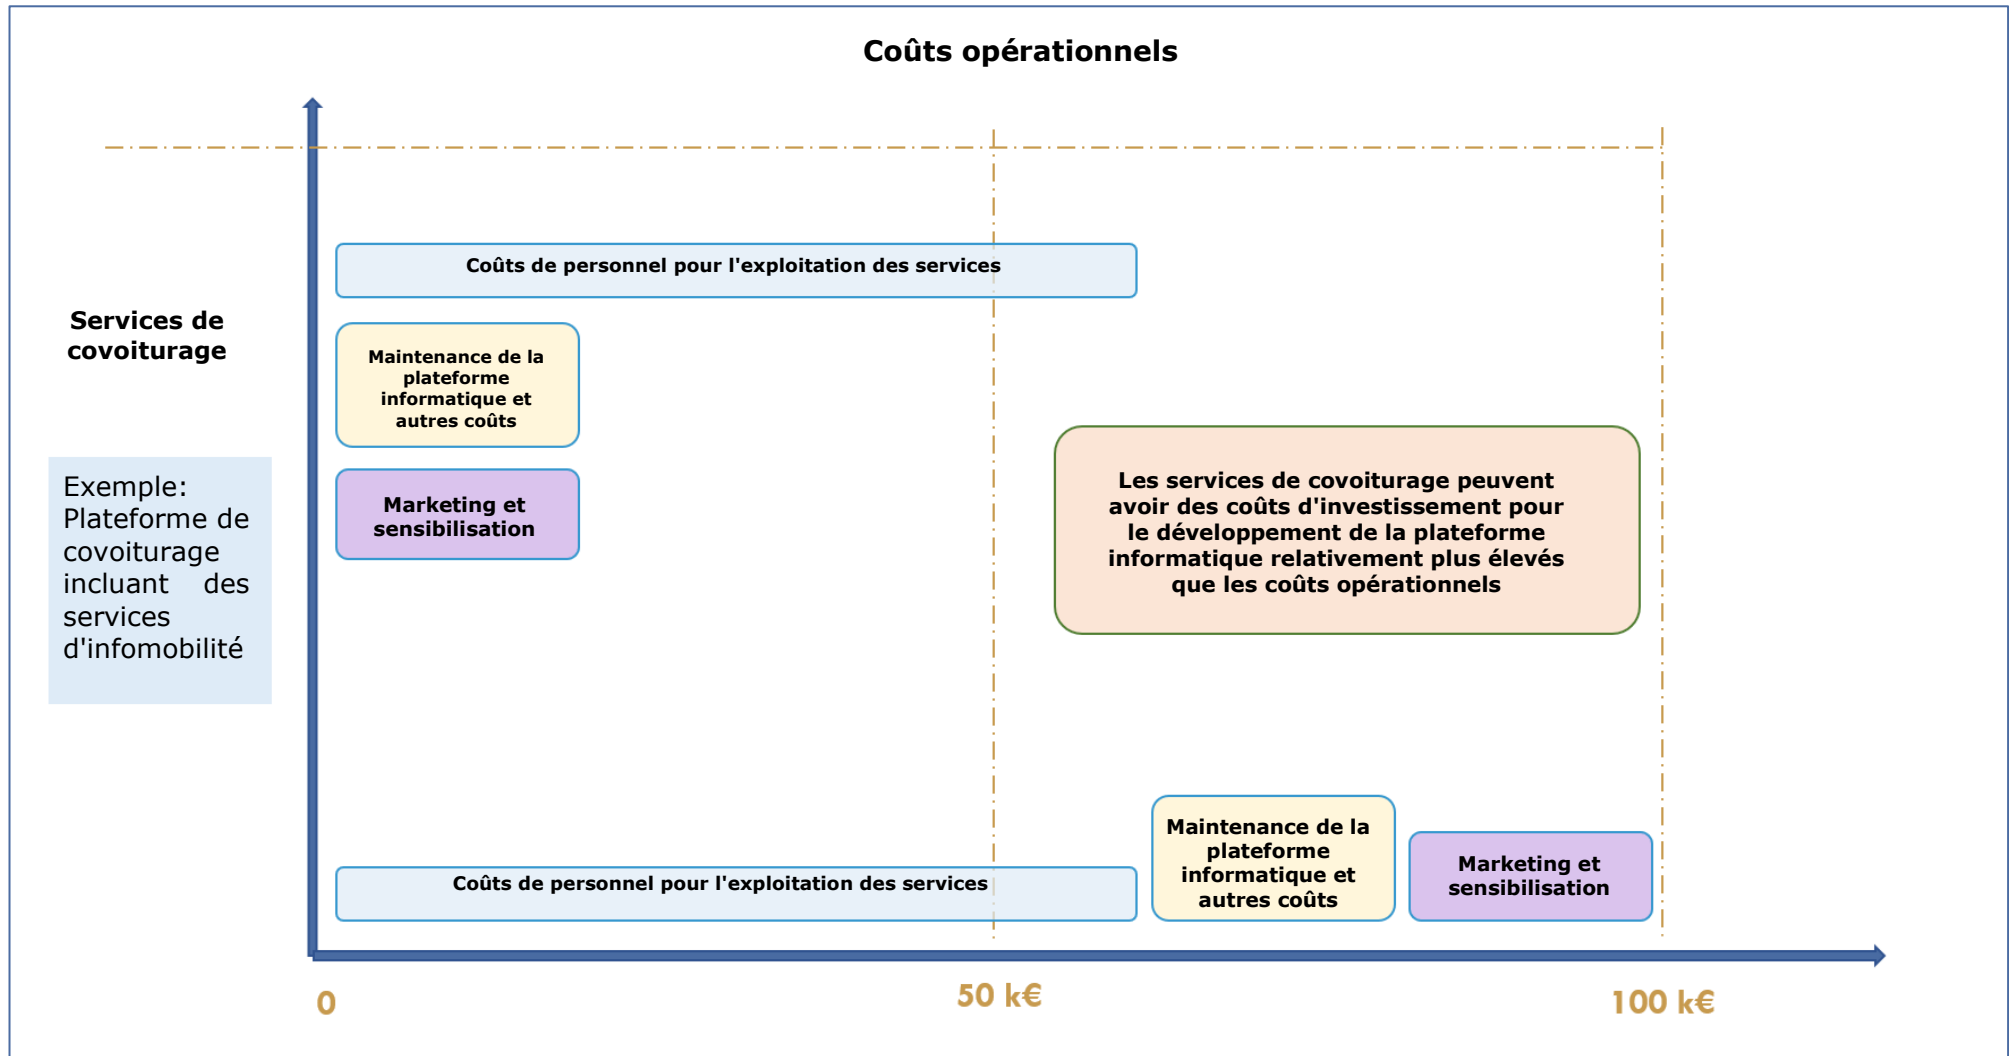 Coûts opérationnels
Coûts de personnel pour l'exploitation des services
Services de
covoiturage
Maintenance de la
plateforme
informatique et
autres coûts
Marketing et
sensibilisation
Exemple:
Plateforme de
covoiturage
incluant des
services
d'infomobilité
Les services de covoiturage peuvent
avoir des coûts d'investissement pour
le développement de la plateforme
informatique relativement plus élevés
que les coûts opérationnels
Coûts de personnel pour l'exploitation des services
Maintenance de la
plateforme
informatique et
autres coûts
Marketing et
sensibilisation
0
50 k€
100 k€